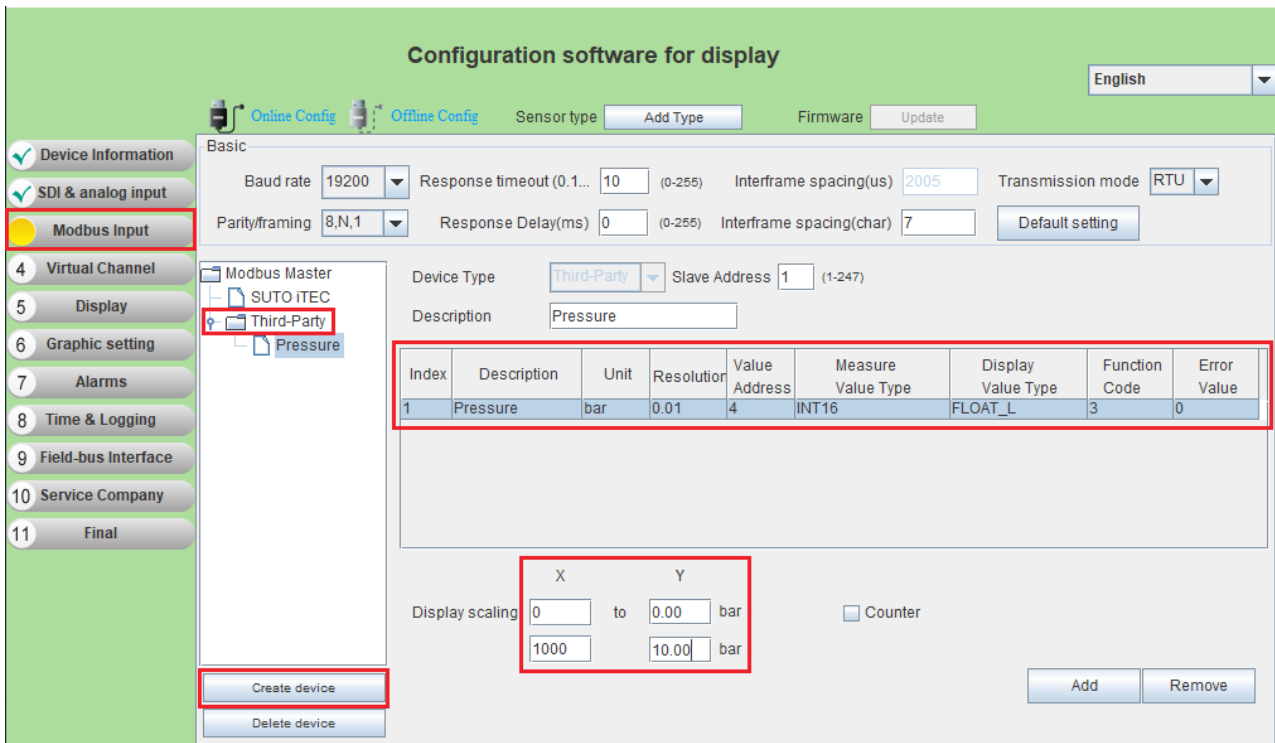 Configuration software for display
English
Online Config Offline Config Sensor type Add Type Firmware Update
Device Information
SDI & analog input
Modbus Input
4 Virtual Channel
5 Display
6 Graphic setting
7 Alarms
8 Time & Logging
9 Field-bus Interface
10 Service Company
11 Final
Basic
Baud rate 19200 Response timeout (0.1... 10 (0-255) Interframe spacing(us) 2005 Transmission mode RTU
Parity/framing 8,N,1 Response Delay(ms) 0 (0-255) Interframe spacing(char) 7 Default setting
Modbus Master
SUTO iTEC
Third-Party
Pressure
Create device
Delete device
Device Type Third-Party Slave Address 1 (1-247)
Description Pressure
Index Description Unit Resolution Value Address Measure Value Type Display Value Type Function Code Error Value
1 Pressure bar 0.01 4 INT16 FLOAT_L 3 0
X Y
Display scaling 0 to 0.00 bar Counter
1000 10.00 bar
Add Remove